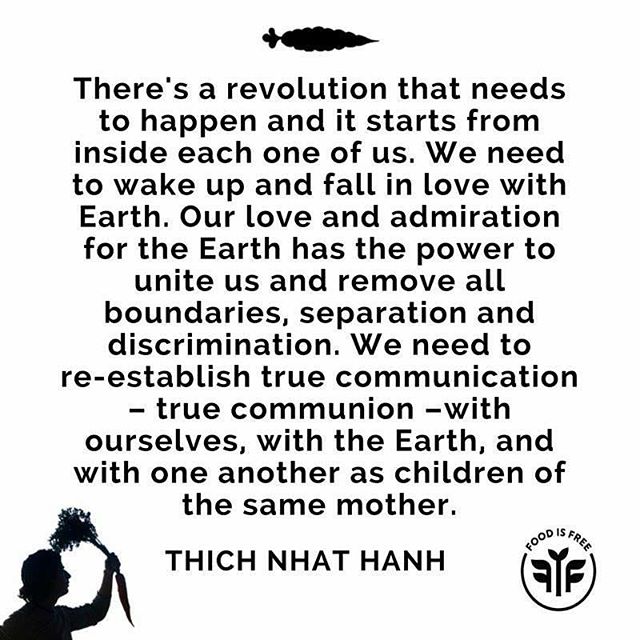 There's a revolution that needs
to happen and it starts from
inside each one of us. We need
to wake up and fall in love with
Earth. Our love and admiration
for the Earth has the power to
unite us and remove all
boundaries, separation and
discrimination. We need to
re-establish true communication
– true communion –with
ourselves, with the Earth, and
with one another as children of
the same mother.
THICH NHAT HANH
FOOD IS FREE